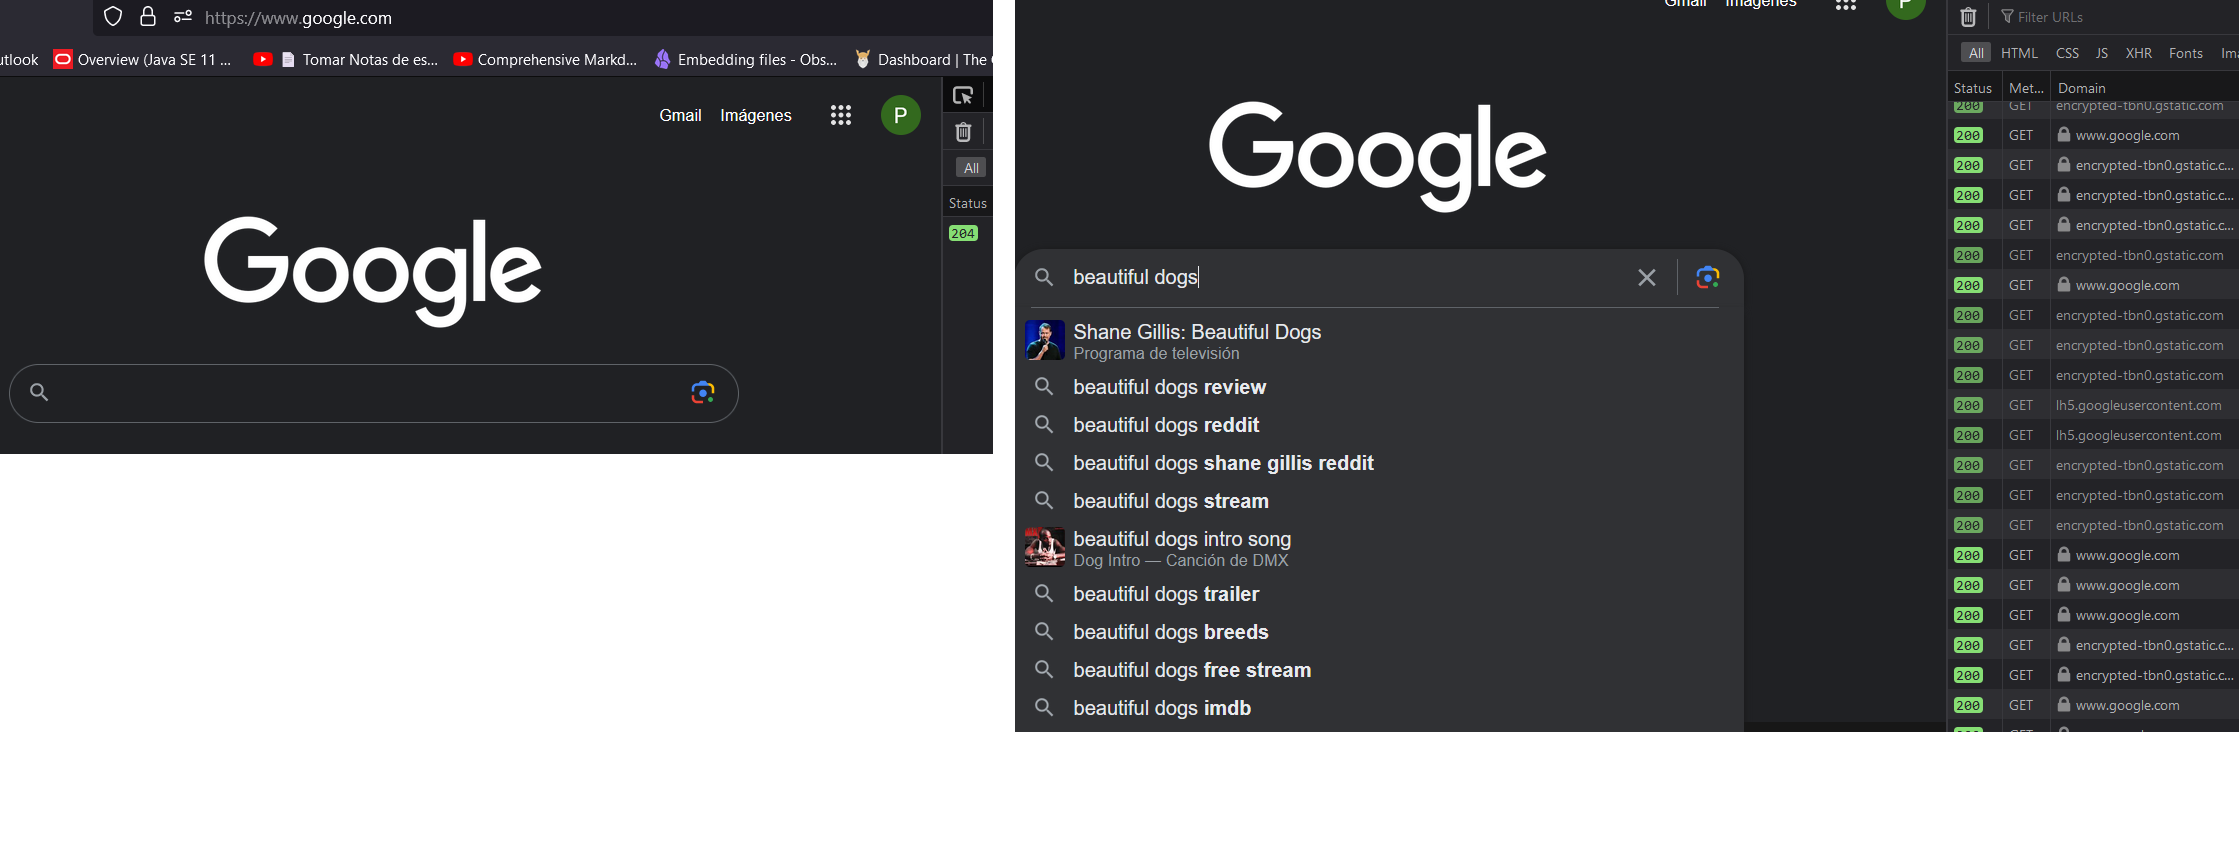 https://www.google.com
utlook
Overview (Java SE 11 ...
Tomar Notas de es...
Comprehensive Markd...
Embedding files - Obs...
Dashboard | The
Gmail
Imágenes
P
All
Status
204
Google
Gmail
Imágenes
P
Google
beautiful dogs
Shane Gillis: Beautiful Dogs
Programa de televisión
beautiful dogs review
beautiful dogs reddit
beautiful dogs shane gillis reddit
beautiful dogs stream
beautiful dogs intro song
Dog Intro — Canción de DMX
beautiful dogs trailer
beautiful dogs breeds
beautiful dogs free stream
beautiful dogs imdb
Filter URLs
All HTML CSS JS XHR Fonts Im
Status Met... Domain
200 GET encrypted-tbn0.gstatic.com
200 GET www.google.com
200 GET encrypted-tbn0.gstatic.c...
200 GET encrypted-tbn0.gstatic.c...
200 GET encrypted-tbn0.gstatic.c...
200 GET encrypted-tbn0.gstatic.com
200 GET www.google.com
200 GET encrypted-tbn0.gstatic.com
200 GET encrypted-tbn0.gstatic.com
200 GET encrypted-tbn0.gstatic.com
200 GET lh5.googleusercontent.com
200 GET lh5.googleusercontent.com
200 GET encrypted-tbn0.gstatic.com
200 GET encrypted-tbn0.gstatic.com
200 GET encrypted-tbn0.gstatic.com
200 GET www.google.com
200 GET www.google.com
200 GET www.google.com
200 GET encrypted-tbn0.gstatic.c...
200 GET encrypted-tbn0.gstatic.c...
200 GET www.google.com